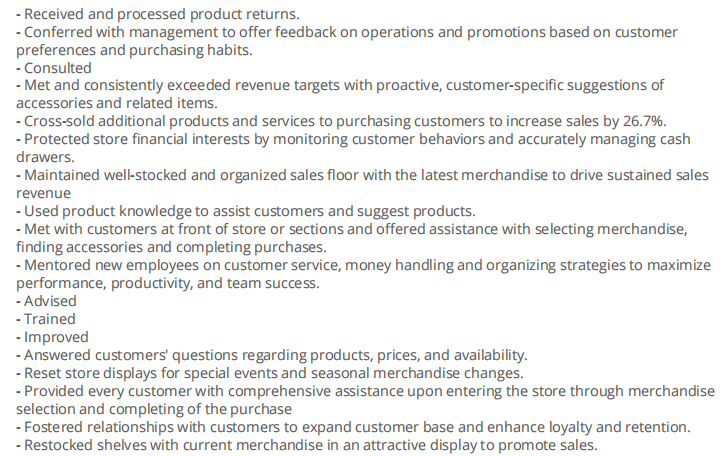 - Received and processed product returns.
- Conferred with management to offer feedback on operations and promotions based on customer
preferences and purchasing habits.
- Consulted
- Met and consistently exceeded revenue targets with proactive, customer-specific suggestions of
accessories and related items.
- Cross-sold additional products and services to purchasing customers to increase sales by 26.7%.
- Protected store financial interests by monitoring customer behaviors and accurately managing cash
drawers.
- Maintained well-stocked and organized sales floor with the latest merchandise to drive sustained sales
revenue
- Used product knowledge to assist customers and suggest products.
- Met with customers at front of store or sections and offered assistance with selecting merchandise,
finding accessories and completing purchases.
- Mentored new employees on customer service, money handling and organizing strategies to maximize
performance, productivity, and team success.
- Advised
- Trained
- Improved
- Answered customers' questions regarding products, prices, and availability.
- Reset store displays for special events and seasonal merchandise changes.
- Provided every customer with comprehensive assistance upon entering the store through merchandise
selection and completing of the purchase
- Fostered relationships with customers to expand customer base and enhance loyalty and retention.
- Restocked shelves with current merchandise in an attractive display to promote sales.